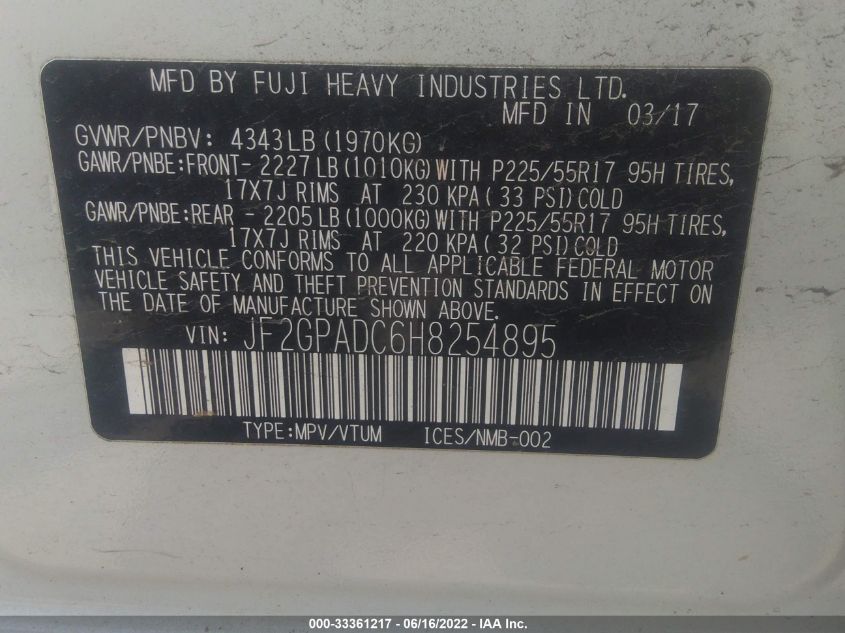 MFD BY FUJI HEAVY INDUSTRIES LTD.
MFD IN 03/17
GVWR/PNBV: 4343LB(1970KG)
GAWR/PNBE:FRONT- 2227LB(1010KG)WITH P225/55R17 95H TIRES,
17X7J RIMS AT 230 KPA( 33 PSI)COLD
GAWR/PNBE:REAR - 2205LB(1000KG)WITH P225/55R17 95H TIRES,
17X7J RIMS AT 220 KPA( 32 PSI)COLD
THIS VEHICLE CONFORMS TO ALL APPLICABLE FEDERAL MOTOR
VEHICLE SAFETY AND THEFT PREVENTION STANDARDS IN EFFECT ON
THE DATE OF MANUFACTURE SHOWN ABOVE.
VIN: JF2GPADC6H8254895
TYPE:MPV/VTUM ICES/NMB-002
000-33361217 - 06/16/2022 - IAA Inc.